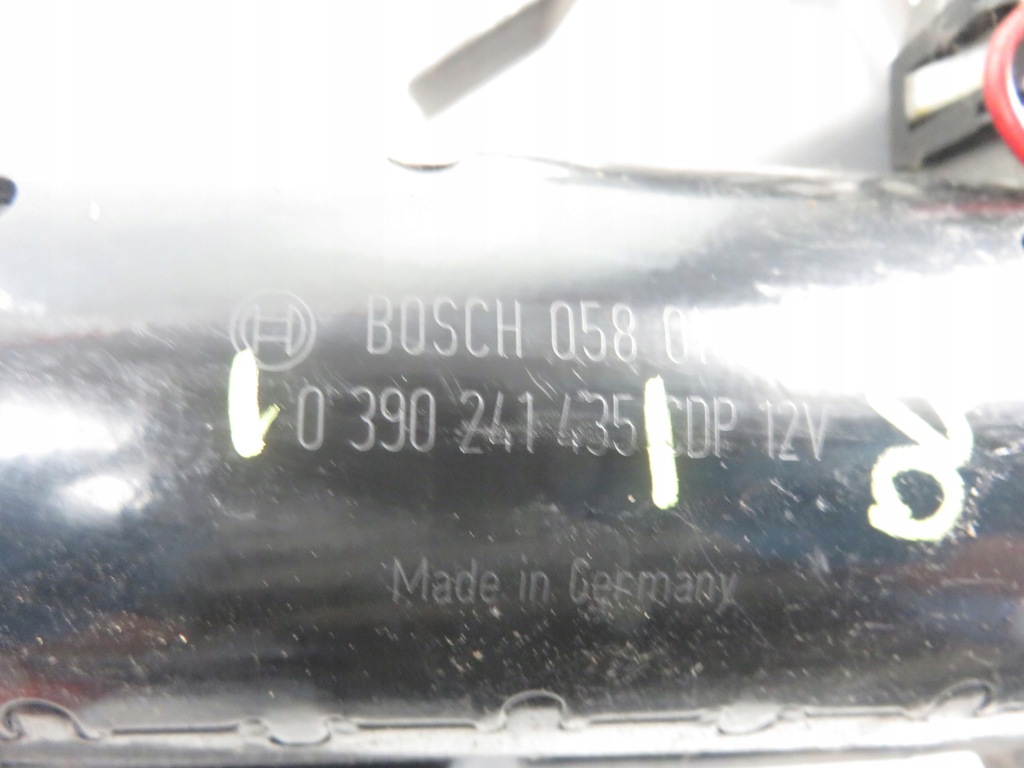 BOSCH 058
0 390 241 435 CDP 12V
Made in Germany